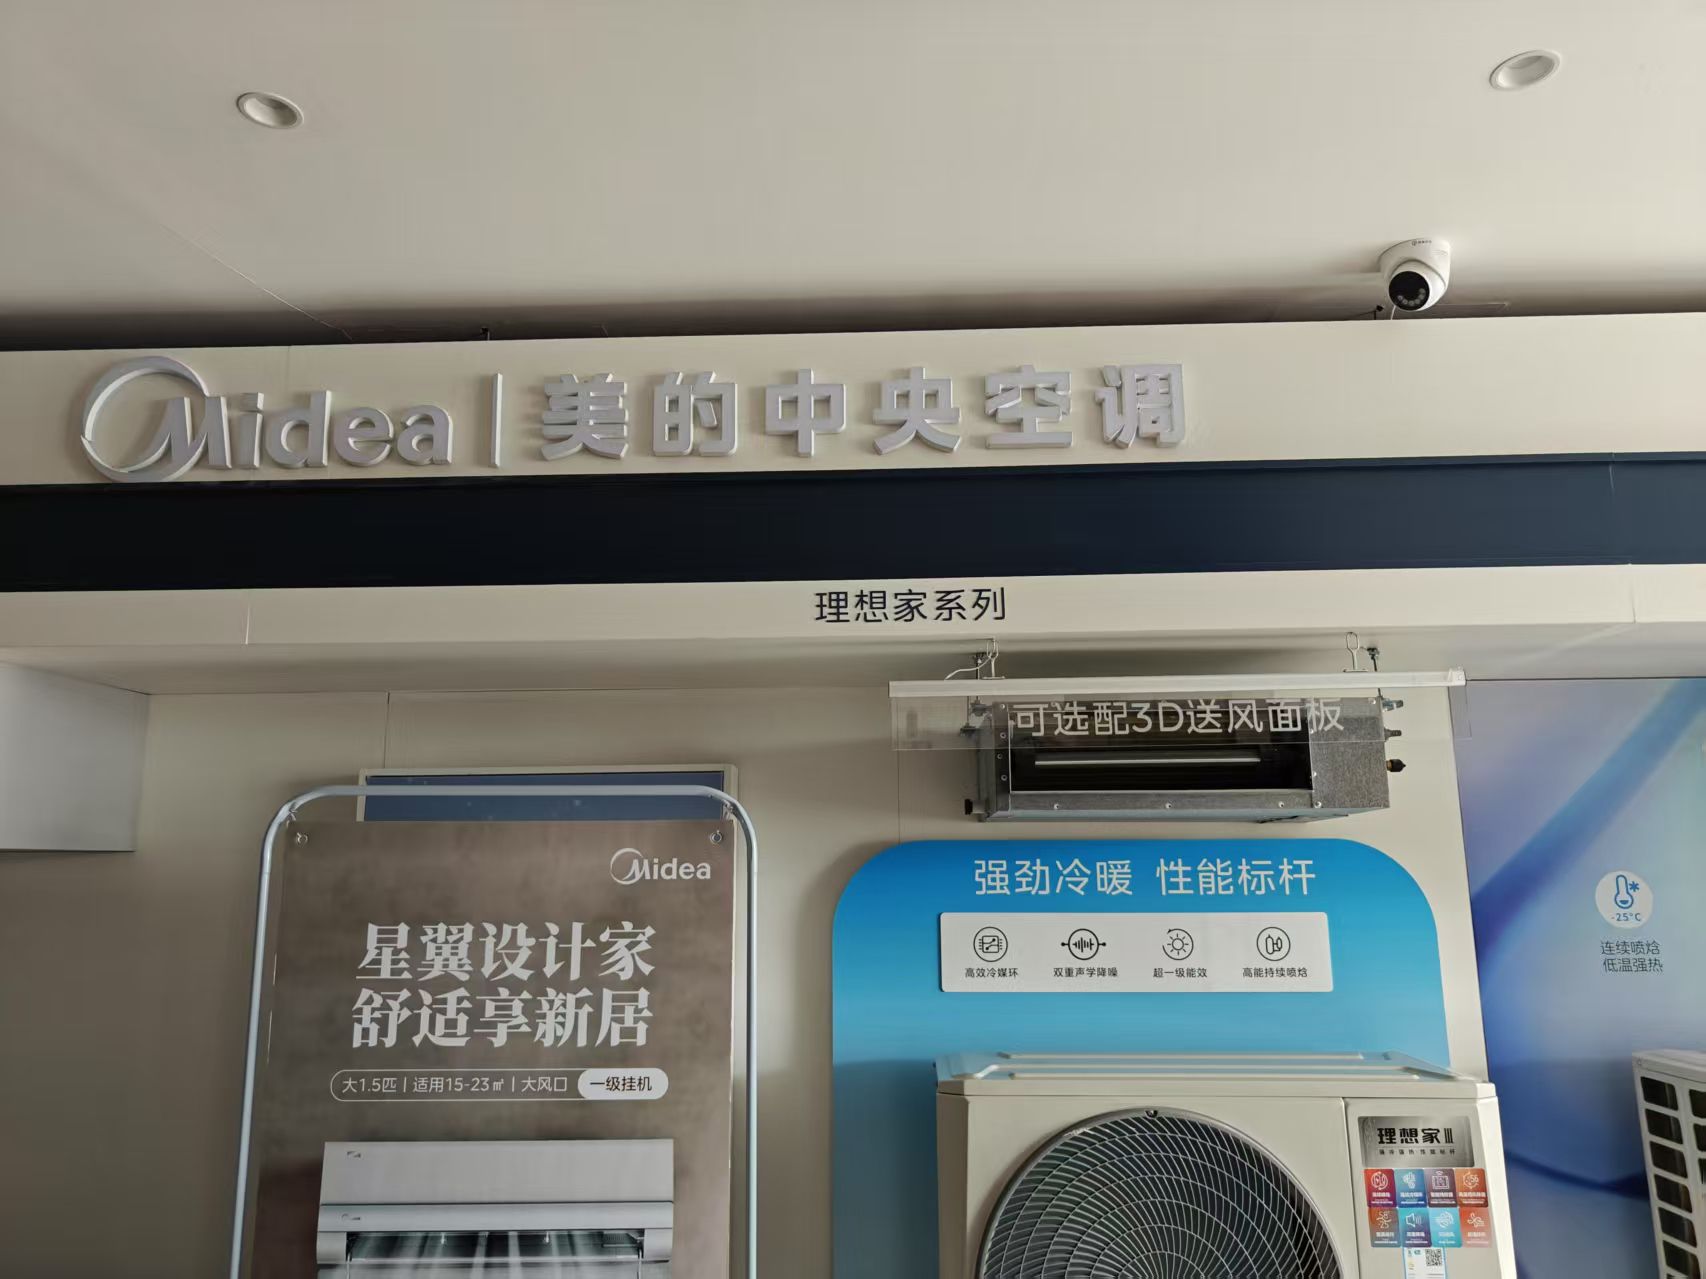 Midea | 美的中央空调
理想家系列
可选配3D送风面板
Midea
星翼设计家
舒适享新居
大1.5匹 | 适用15-23㎡ | 大风口 一级挂机
强劲冷暖 性能标杆
高效冷媒环 双重声学降噪 超一级能效 高能持续喷焓
-25°C
连续喷焓
低温强热
理想家III